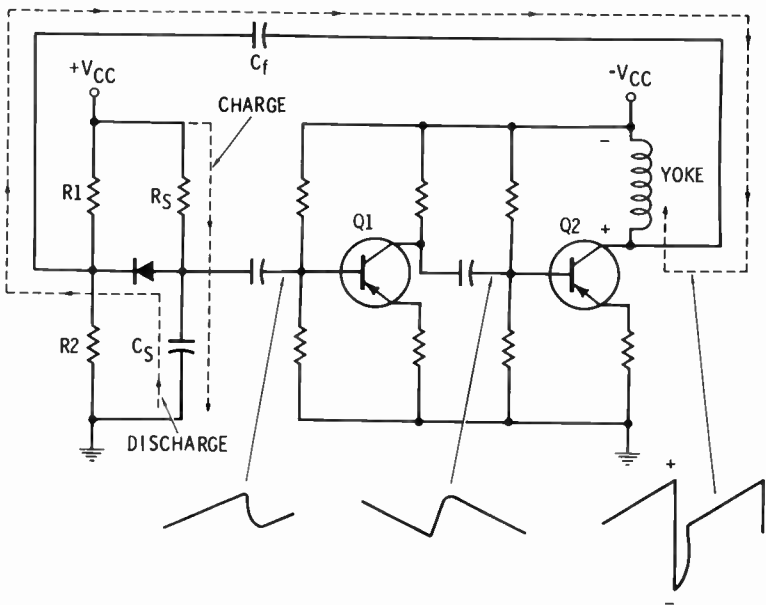 Cf
+VCC
-VCC
CHARGE
-
YOKE
R1
RS
Q1
Q2
+
R2
CS
DISCHARGE
+
-